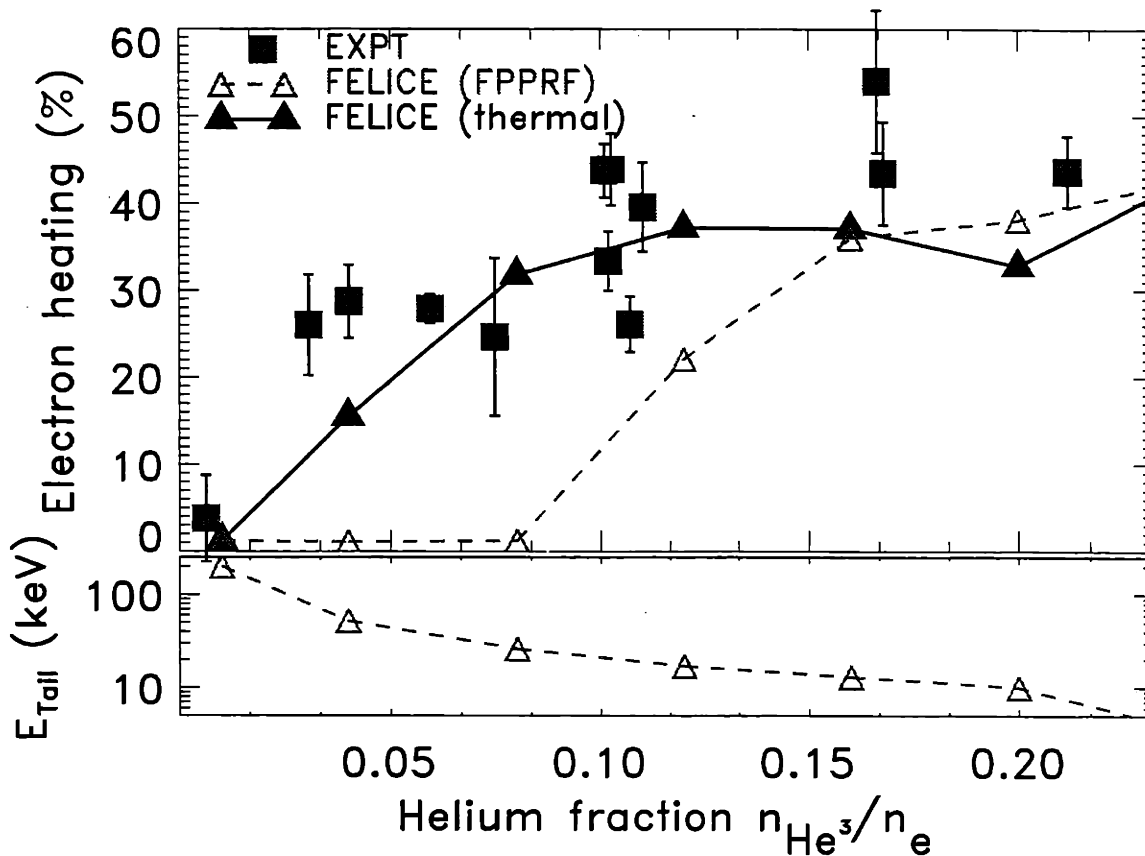 60
50
40
30
20
10
0
Electron heating (%)
EXPT
FELICE (FPPRF)
FELICE (thermal)
100
10
E_Tail (keV)
0.05 0.10 0.15 0.20
Helium fraction n_He³/n_e